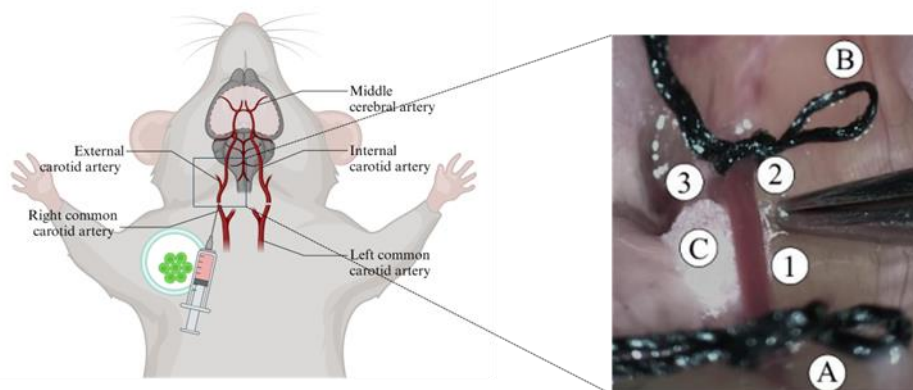 Middle
cerebral artery
External
carotid artery
Internal
carotid artery
Right common
carotid artery
Left common
carotid artery
B
3
2
C
1
A